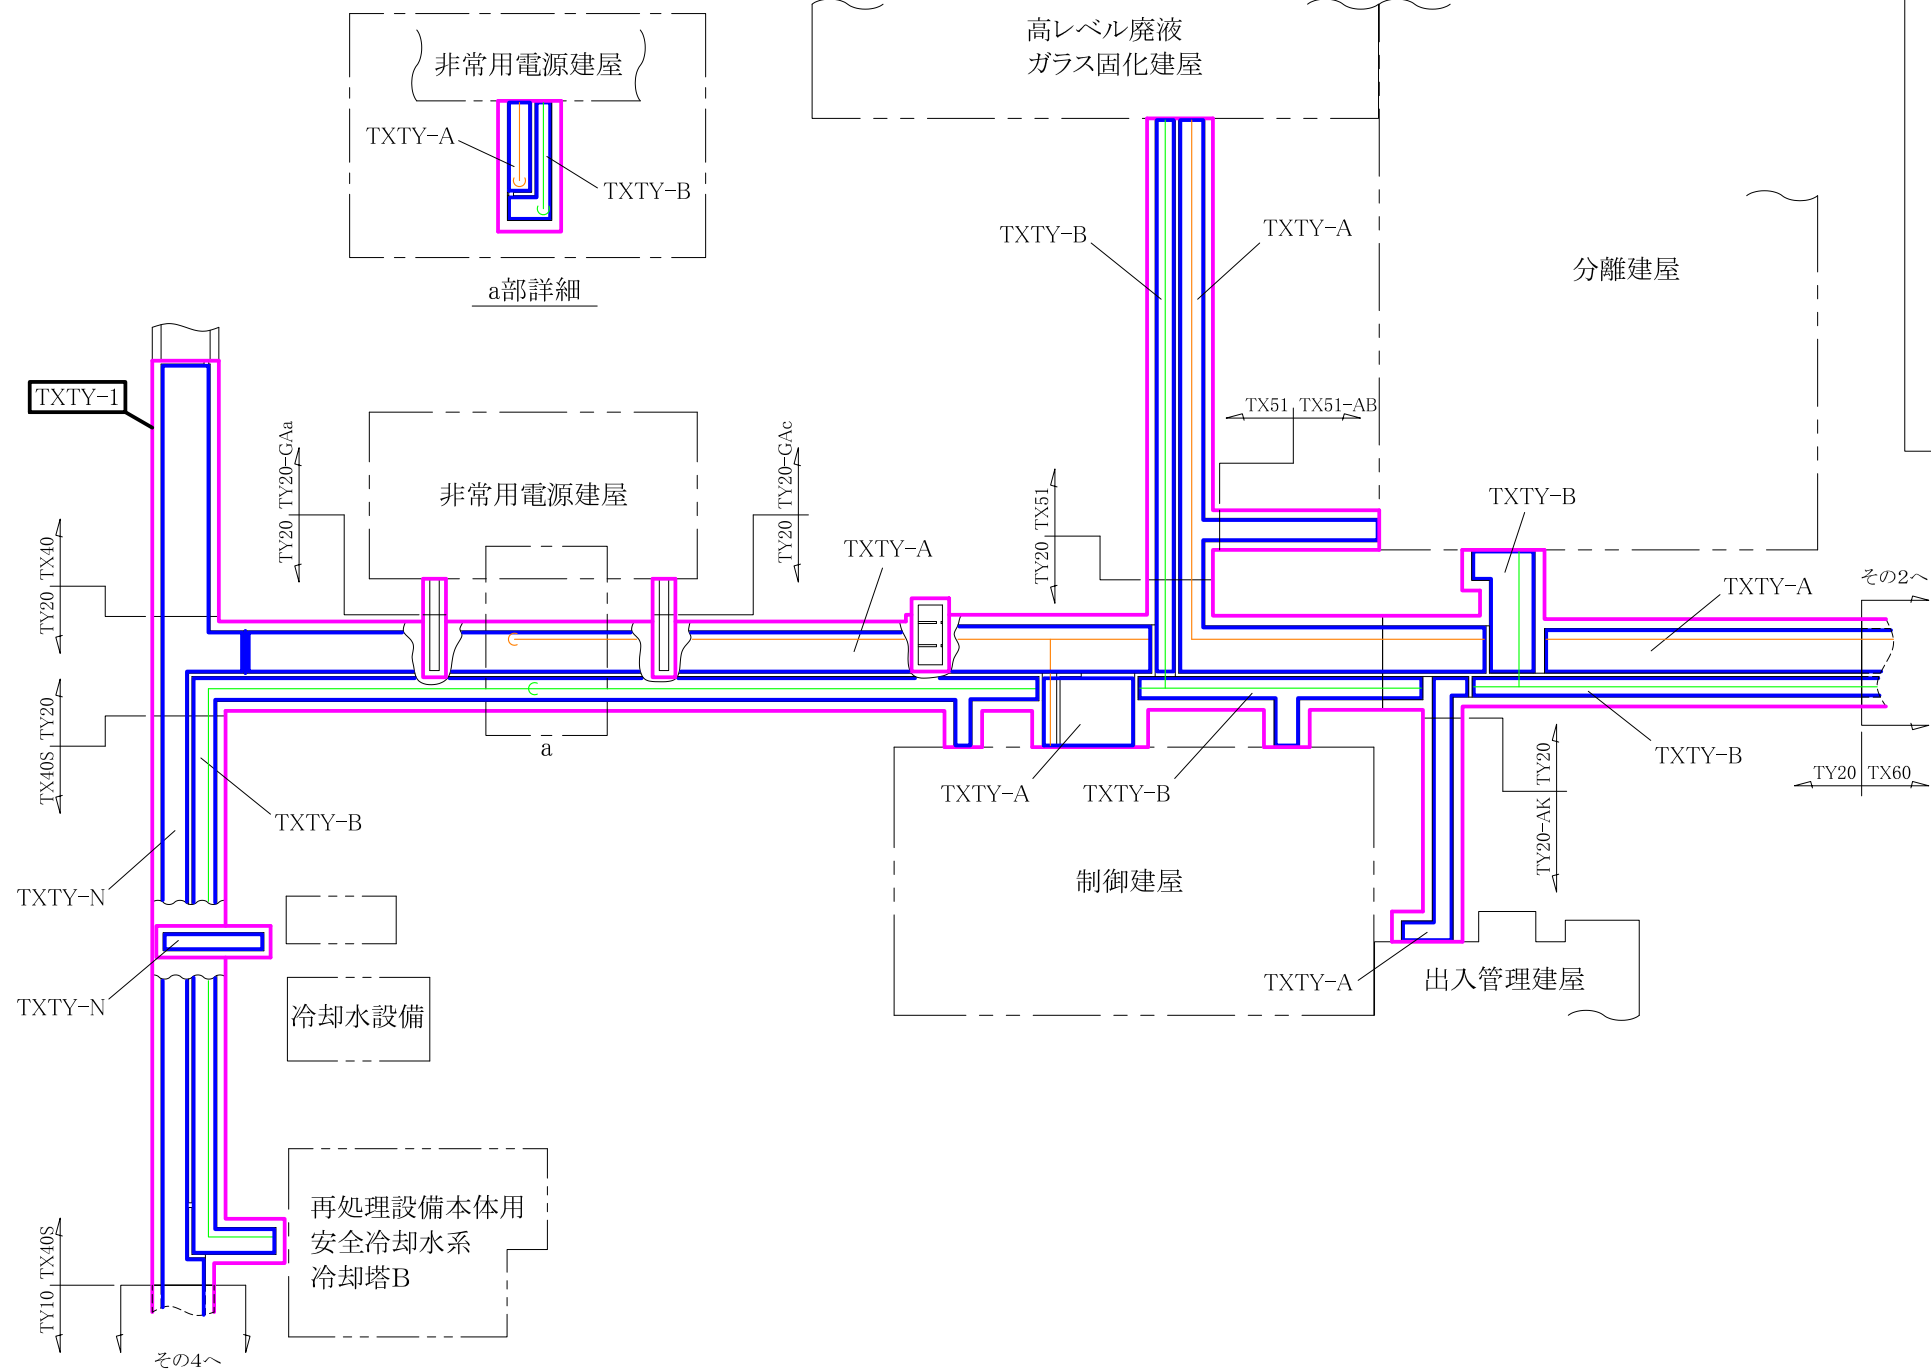 非常用電源建屋
TXTY-A
TXTY-B
a部詳細
高レベル廃液
ガラス固化建屋
TXTY-B
TXTY-A
分離建屋
TXTY-1
TX51
TX51-AB
TY20-GAa
TY20
非常用電源建屋
TY20-GAc
TY20
TX51
TY20
TXTY-B
TX40
TY20
TXTY-A
その2へ
TXTY-A
TY20
TX40S
a
TXTY-B
TY20
TX60
TXTY-A
TXTY-B
TY20
TY20-AK
TXTY-B
制御建屋
TXTY-N
TXTY-A
出入管理建屋
TXTY-N
冷却水設備
再処理設備本体用
安全冷却水系
冷却塔B
TX40S
TY10
その4へ